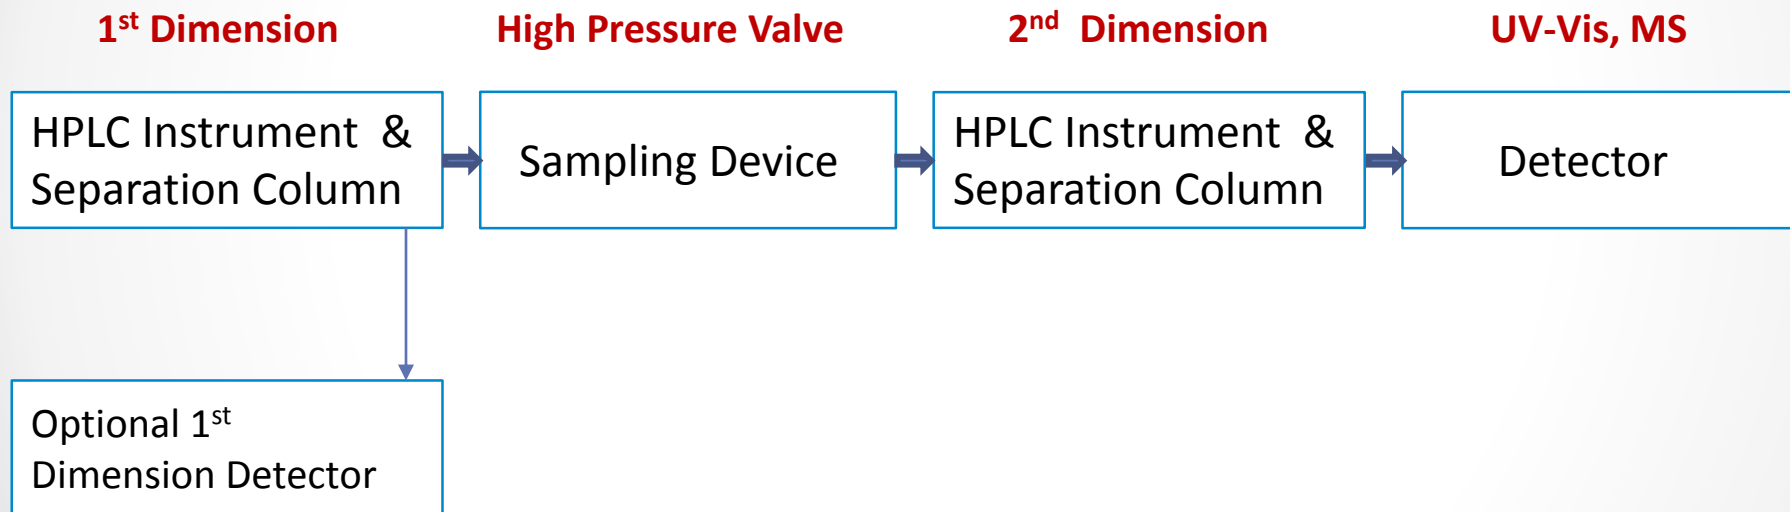 1st Dimension
High Pressure Valve
2nd Dimension
UV-Vis, MS
HPLC Instrument &
Separation Column
Sampling Device
HPLC Instrument &
Separation Column
Detector
Optional 1st
Dimension Detector